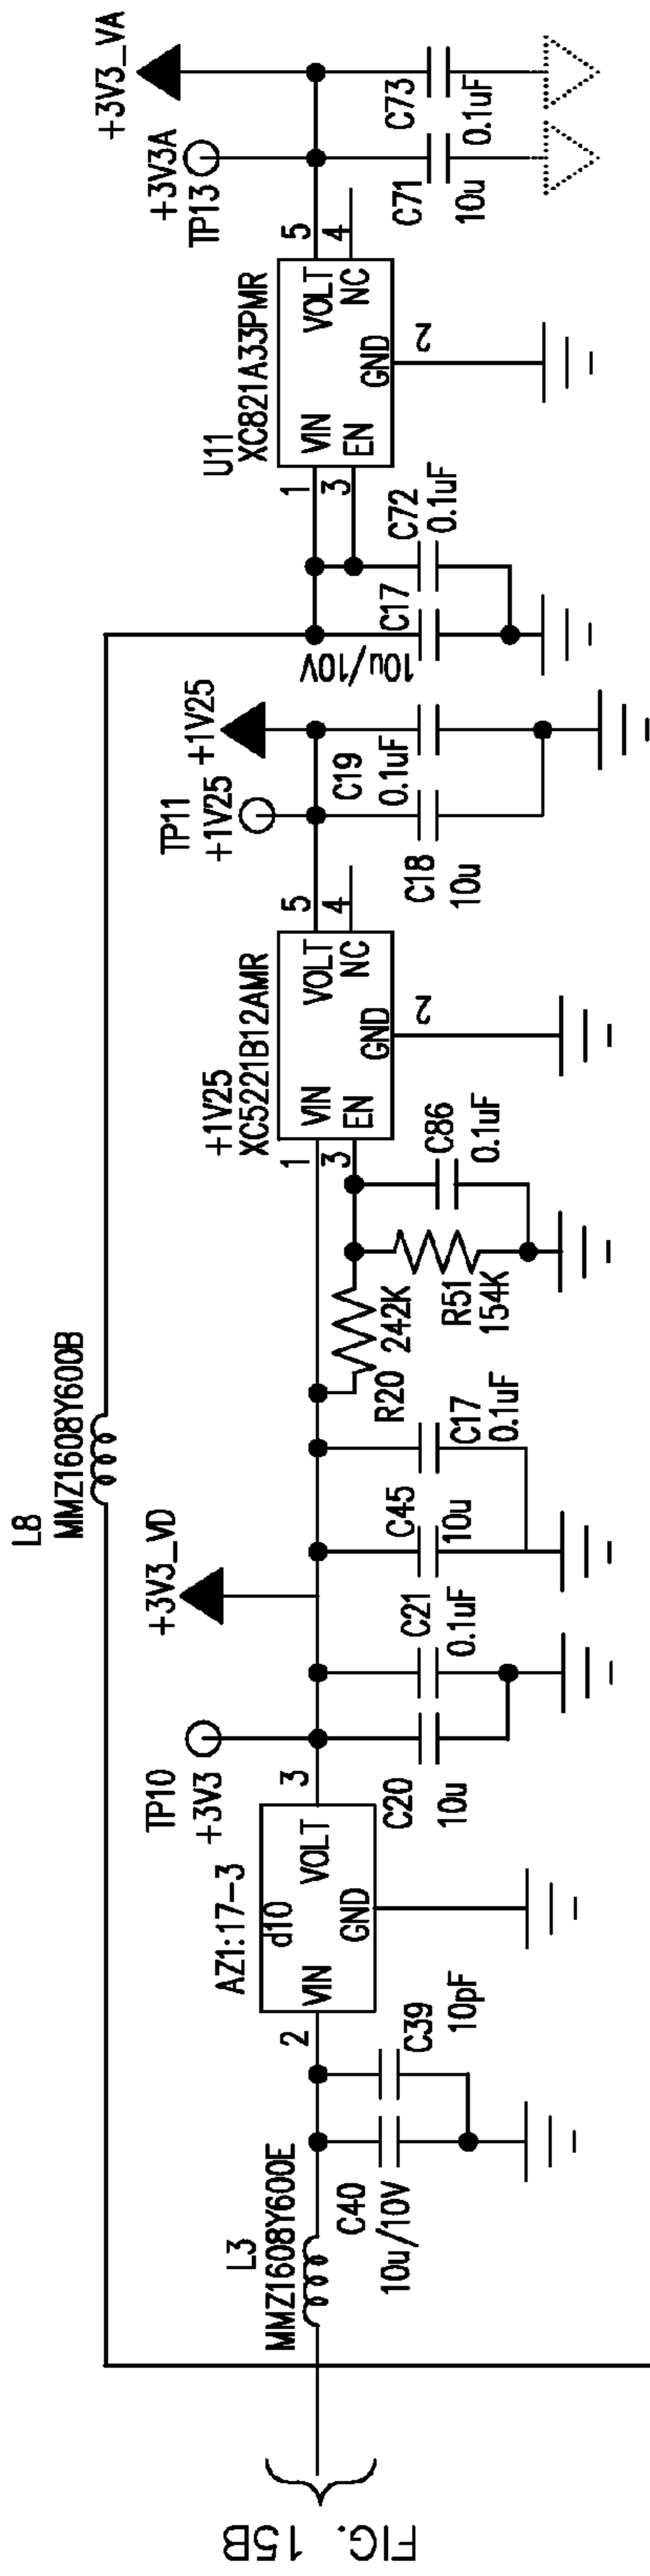 FIG. 15B
L3
MMZ1608Y600E
C40
10u/10V
C39
10pF
2
AZ1:17-3
d10
VIN
VOLT
GND
3
TP10
+3V3
C20
10u
C21
0.1uF
+3V3_VD
C45
10u
C17
0.1uF
L8
MMZ1608Y600B
R20
242K
R51
154K
C86
0.1uF
1
3
+1V25
XC5221B12AMR
VIN
EN
VOLT
NC
GND
2
5
4
TP11
+1V25
+1V25
C18
10u
C19
0.1uF
10u/10V
C17
C72
0.1uF
1
3
U11
XC821A33PMR
VIN
EN
VOLT
NC
GND
2
5
4
TP13
+3V3A
+3V3_VA
C71
10u
C73
0.1uF